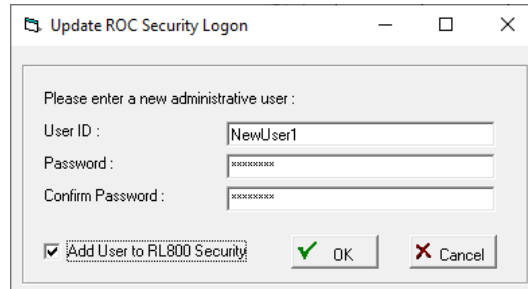 Update ROC Security Logon
Please enter a new administrative user :
User ID :
NewUser1
Password :
********
Confirm Password :
********
Add User to RL800 Security
OK
Cancel